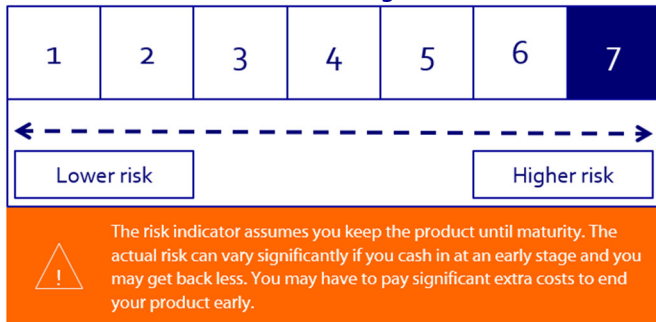 1 2 3 4 5 6 7
Lower risk Higher risk
The risk indicator assumes you keep the product until maturity. The
actual risk can vary significantly if you cash in at an early stage and you
may get back less. You may have to pay significant extra costs to end
your product early.
!